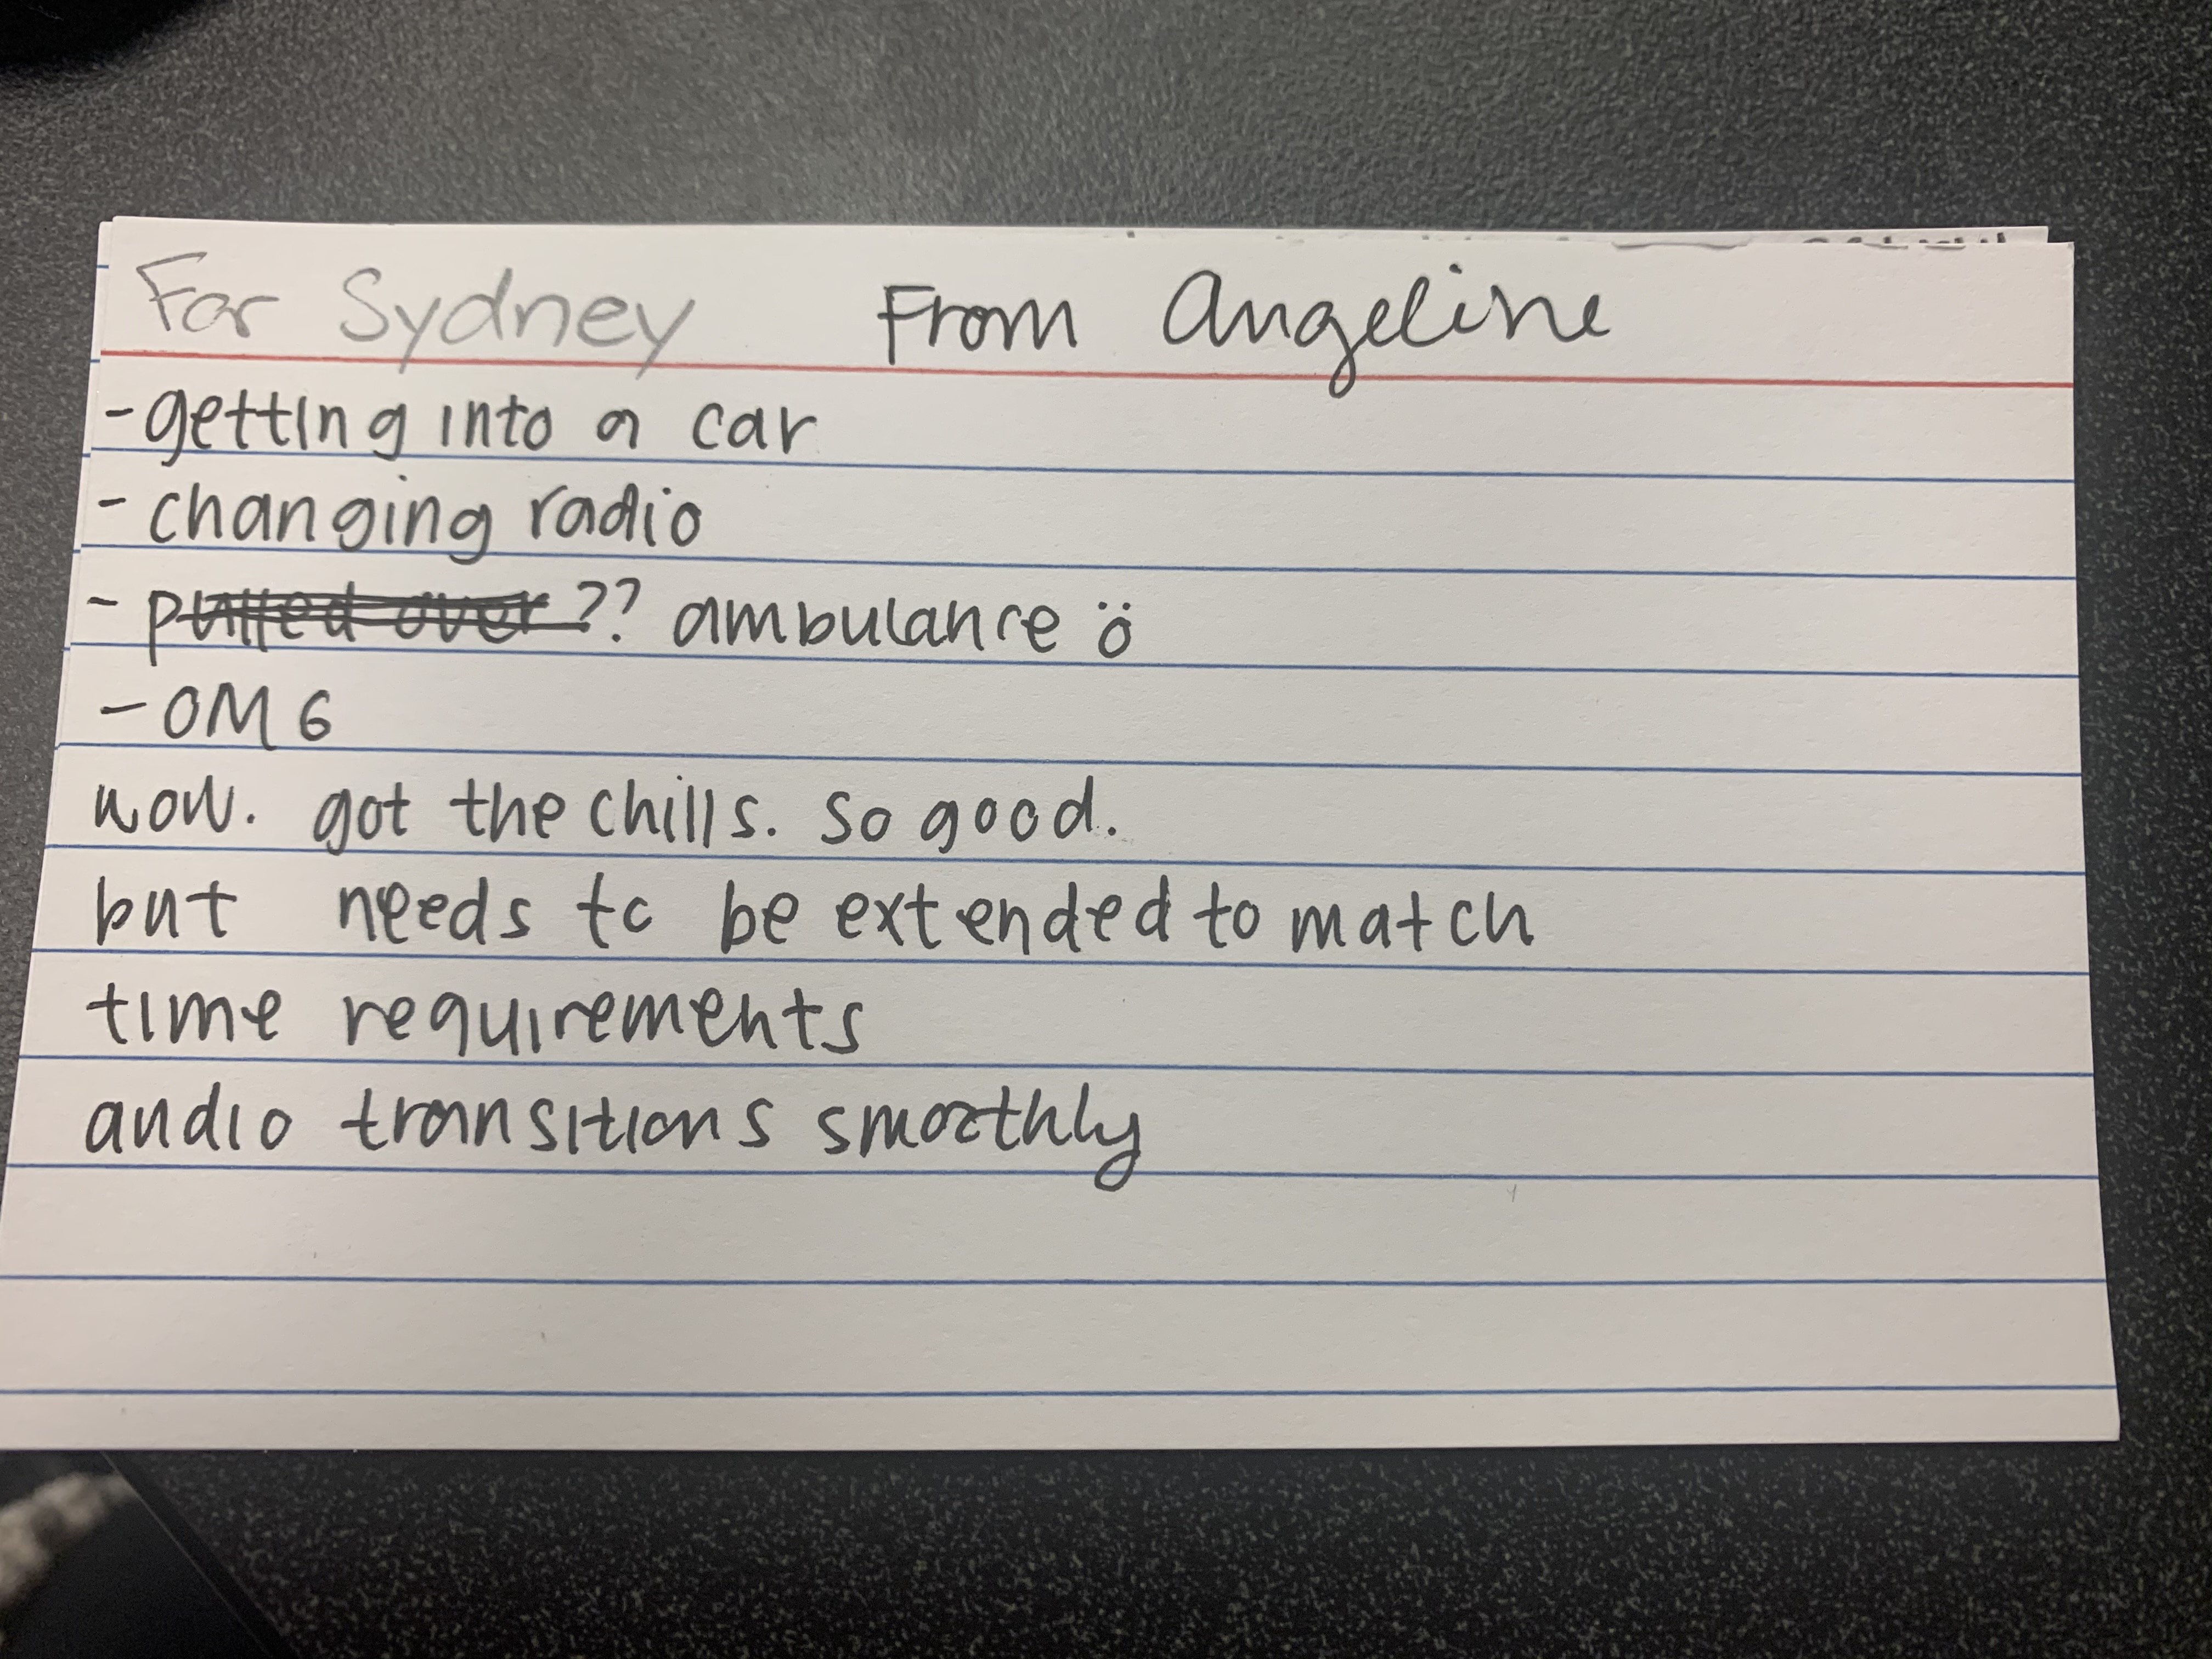 For Sydney From Angeline
- getting into a car
- changing radio
- pulled over ?? ambulance ö
- OMG
wow. got the chills. so good.
but needs to be extended to match
time requirements
audio transitions smoothly